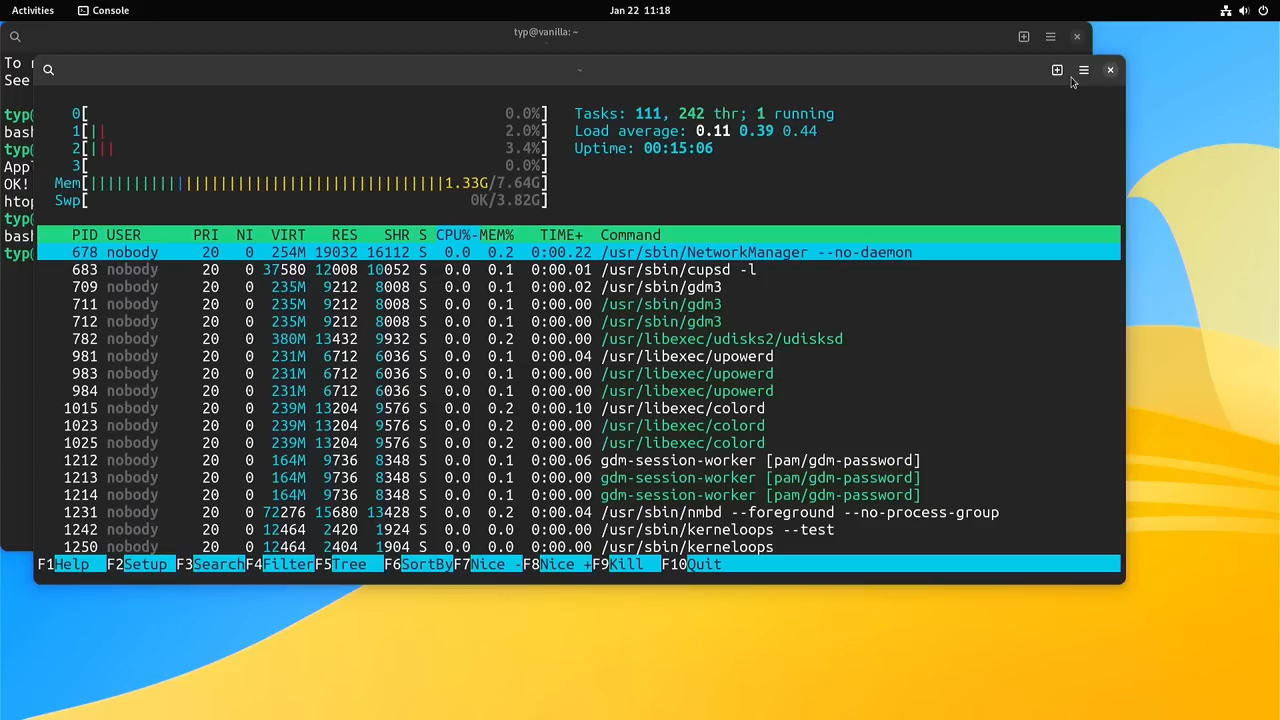 Activities Console Jan 22 11:18
typ@vanilla: ~
To
See
typ@
bash
typ@
Appl
OK!
htop
typ@
bash
typ@
0[ 0.0%] Tasks: 111, 242 thr; 1 running
1[|| 2.0%] Load average: 0.11 0.39 0.44
2[||| 3.4%] Uptime: 00:15:06
3[ 0.0%]
Mem[|||||||||||||||||||||||||||||||||||||||||1.33G/7.64G]
Swp[ 0K/3.82G]
PID USER PRI NI VIRT RES SHR S CPU%-MEM% TIME+ Command
678 nobody 20 0 254M 19032 16112 S 0.0 0.2 0:00.22 /usr/sbin/NetworkManager --no-daemon
683 nobody 20 0 37580 12008 10052 S 0.0 0.1 0:00.01 /usr/sbin/cupsd -l
709 nobody 20 0 235M 9212 8008 S 0.0 0.1 0:00.02 /usr/sbin/gdm3
711 nobody 20 0 235M 9212 8008 S 0.0 0.1 0:00.00 /usr/sbin/gdm3
712 nobody 20 0 235M 9212 8008 S 0.0 0.1 0:00.00 /usr/sbin/gdm3
782 nobody 20 0 380M 13432 9932 S 0.0 0.2 0:00.00 /usr/libexec/udisks2/udisksd
981 nobody 20 0 231M 6712 6036 S 0.0 0.1 0:00.04 /usr/libexec/upowerd
983 nobody 20 0 231M 6712 6036 S 0.0 0.1 0:00.00 /usr/libexec/upowerd
984 nobody 20 0 231M 6712 6036 S 0.0 0.1 0:00.00 /usr/libexec/upowerd
1015 nobody 20 0 239M 13204 9576 S 0.0 0.2 0:00.10 /usr/libexec/colord
1023 nobody 20 0 239M 13204 9576 S 0.0 0.2 0:00.00 /usr/libexec/colord
1025 nobody 20 0 239M 13204 9576 S 0.0 0.2 0:00.00 /usr/libexec/colord
1212 nobody 20 0 164M 9736 8348 S 0.0 0.1 0:00.06 gdm-session-worker [pam/gdm-password]
1213 nobody 20 0 164M 9736 8348 S 0.0 0.1 0:00.00 gdm-session-worker [pam/gdm-password]
1214 nobody 20 0 164M 9736 8348 S 0.0 0.1 0:00.00 gdm-session-worker [pam/gdm-password]
1231 nobody 20 0 72276 15680 13428 S 0.0 0.2 0:00.04 /usr/sbin/nmbd --foreground --no-process-group
1242 nobody 20 0 12464 2420 1924 S 0.0 0.0 0:00.00 /usr/sbin/kerneloops --test
1250 nobody 20 0 12464 2404 1904 S 0.0 0.0 0:00.00 /usr/sbin/kerneloops
F1Help F2Setup F3SearchF4FilterF5Tree F6SortByF7Nice -F8Nice +F9Kill F10Quit